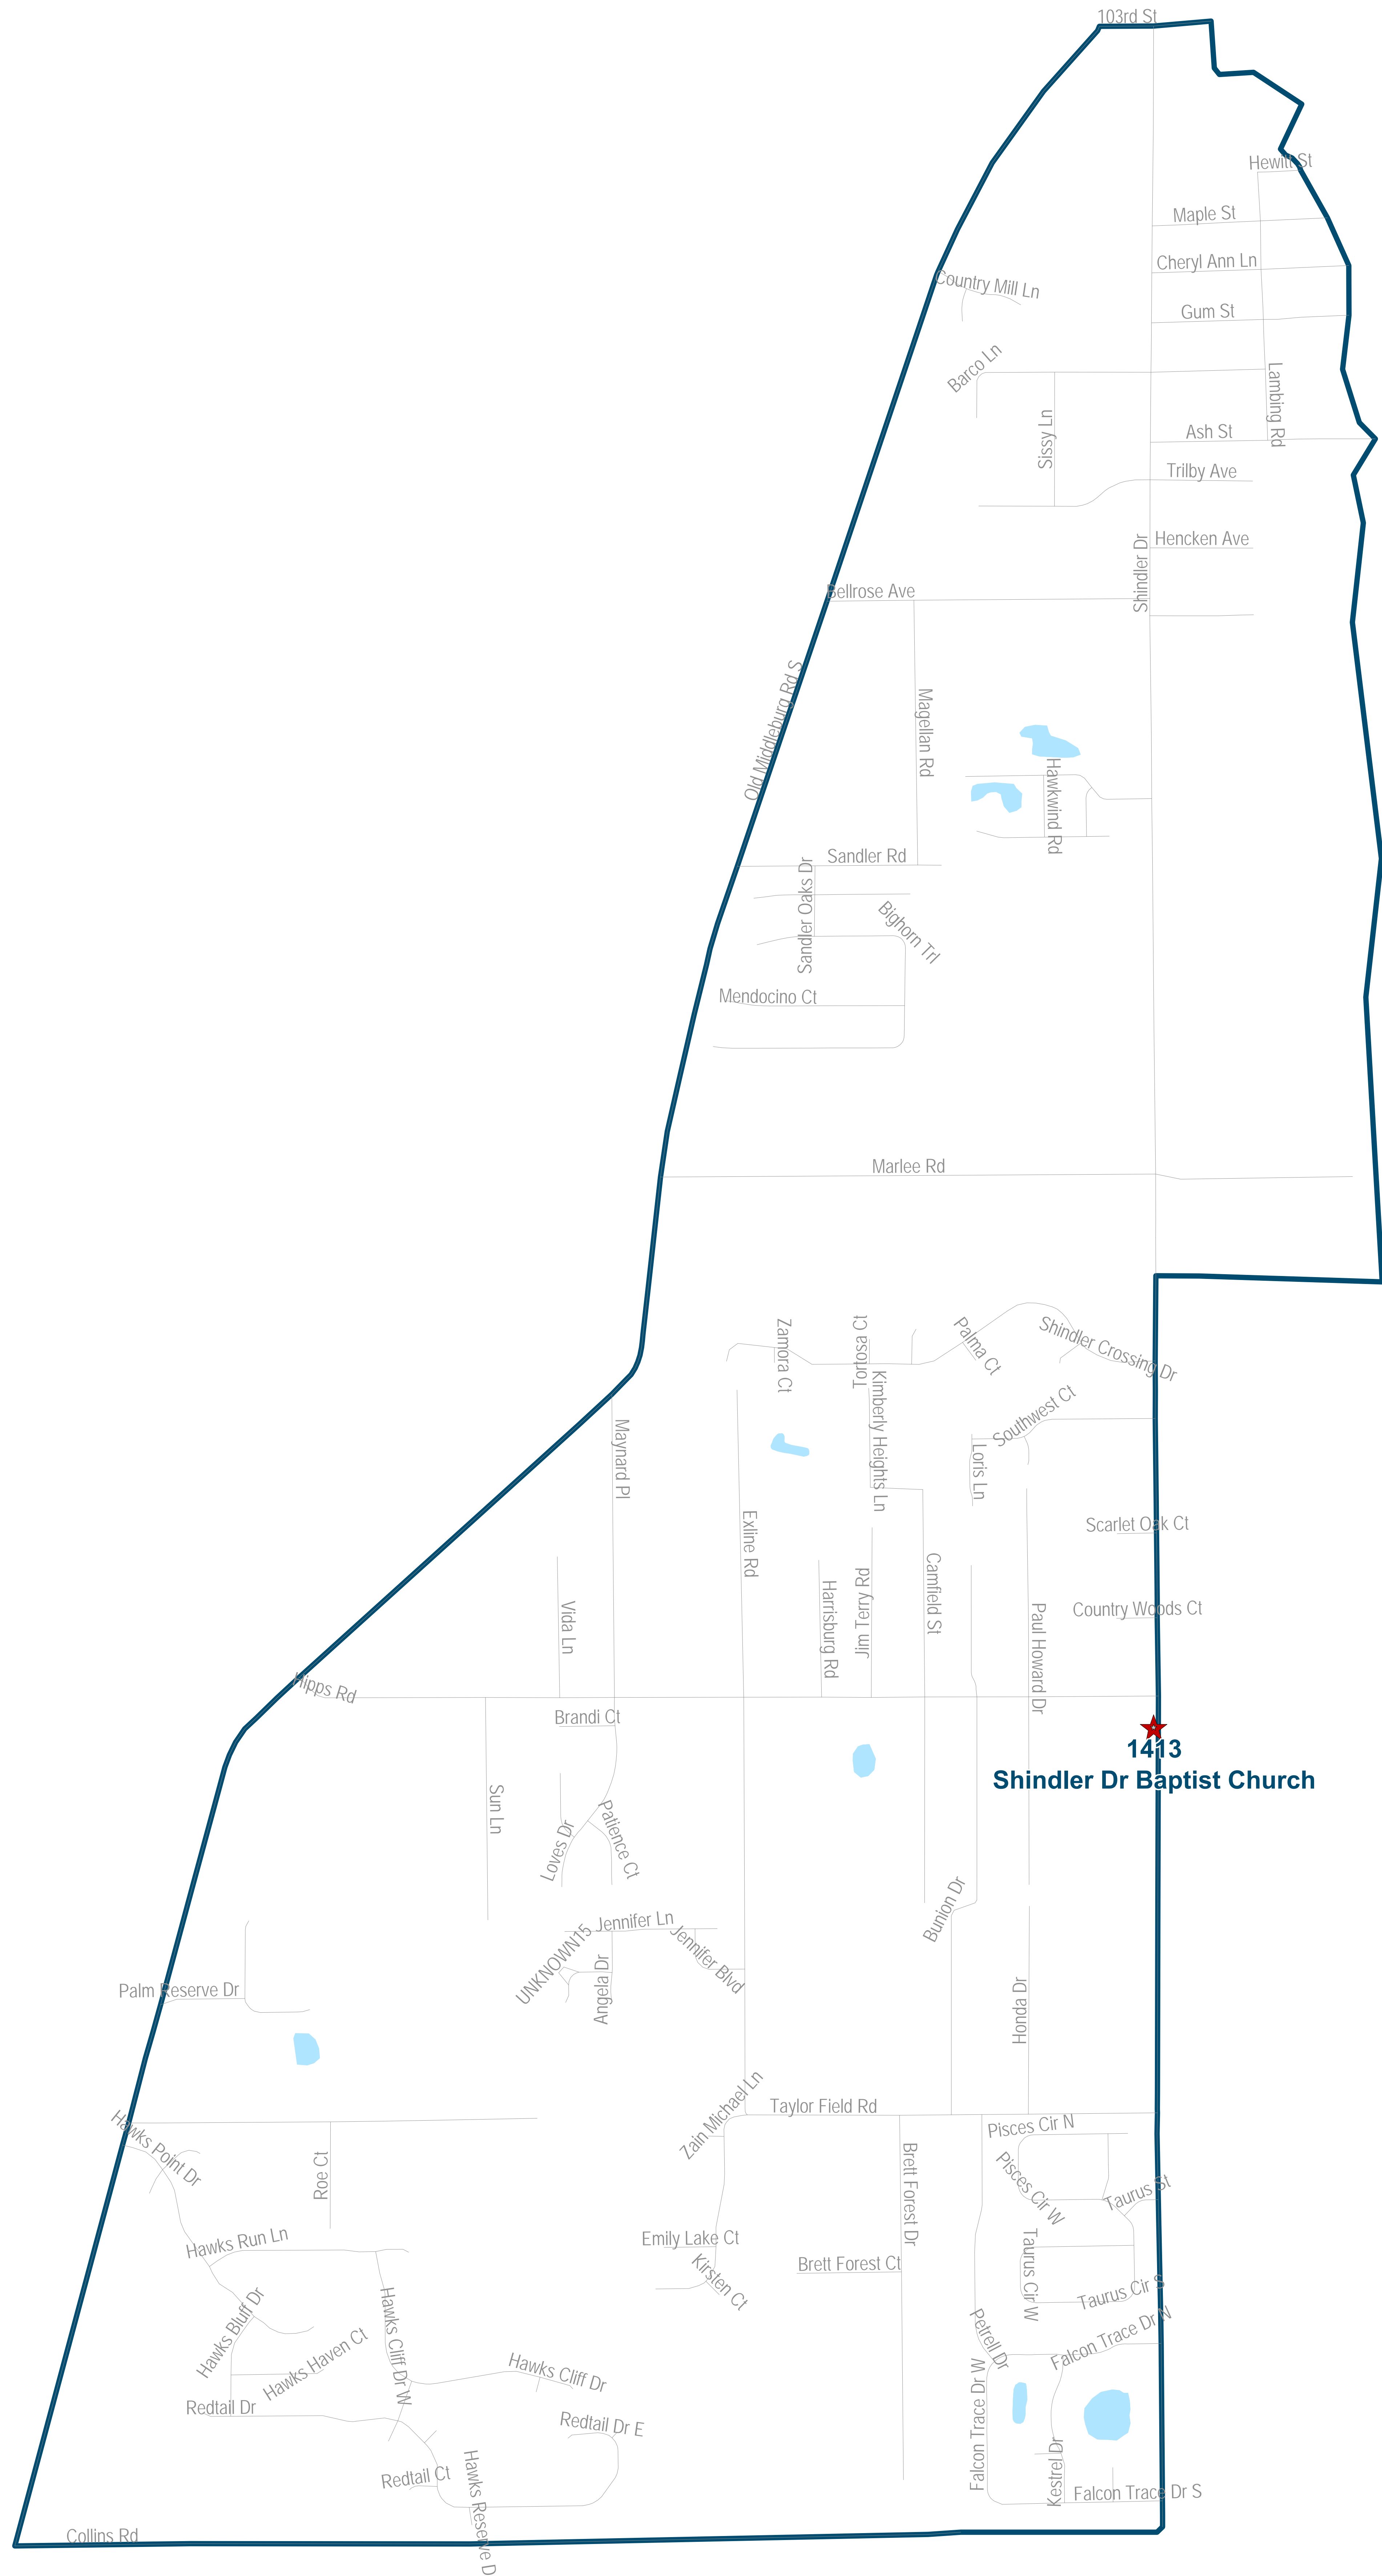 103rd St
Hewitt St
Maple St
Cheryl Ann Ln
Country Mill Ln
Gum St
Barco Ln
Lambing Rd
Sissy Ln
Ash St
Trilby Ave
Shindler Dr
Hencken Ave
Bellrose Ave
Old Middleburg Rd S
Magellan Rd
Hawkwind Rd
Sandler Rd
Sandler Oaks Dr
Bighorn Trl
Mendocino Ct
Marlee Rd
Zamora Ct
Tortosa Ct
Palma Ct
Shindler Crossing Dr
Kimberly Heights Ln
Southwest Ct
Maynard Pl
Loris Ln
Exline Rd
Scarlet Oak Ct
Vida Ln
Harrisburg Rd
Jim Terry Rd
Camfield St
Paul Howard Dr
Country Woods Ct
Hipps Rd
Brandi Ct
1413
Shindler Dr Baptist Church
Sun Ln
Loves Dr
Patience Ct
Bunion Dr
Jennifer Ln
UNKNOWN15
Jennifer Blvd
Angela Dr
Palm Reserve Dr
Honda Dr
Zain Michael Ln
Taylor Field Rd
Hawks Point Dr
Roe Ct
Pisces Cir N
Brett Forest Dr
Pisces Cir W
Taurus St
Hawks Run Ln
Emily Lake Ct
Kirsten Ct
Brett Forest Ct
Taurus Cir W
Taurus Cir S
Hawks Bluff Dr
Hawks Cliff Dr W
Petrell Dr
Falcon Trace Dr N
Hawks Haven Ct
Hawks Cliff Dr
Redtail Dr
Redtail Dr E
Falcon Trace Dr W
Kestrel Dr
Redtail Ct
Hawks Reserve D
Falcon Trace Dr S
Collins Rd